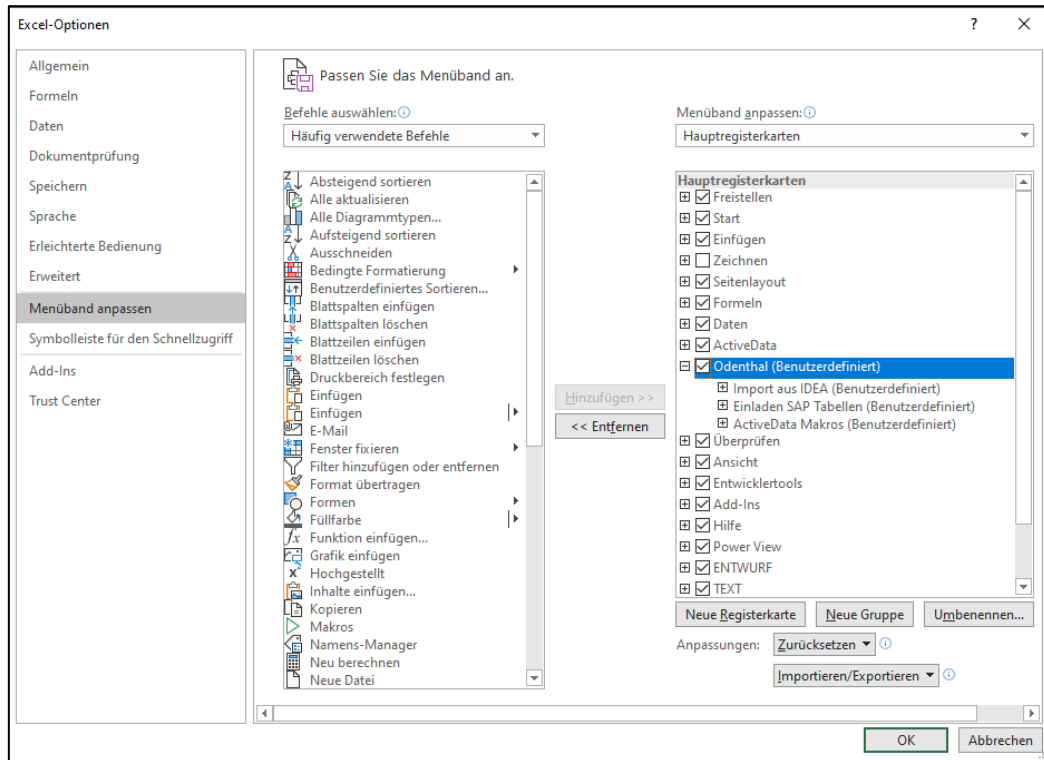 Excel-Optionen
Allgemein
Formeln
Daten
Dokumentprüfung
Speichern
Sprache
Erleichterte Bedienung
Erweitert
Menüband anpassen
Symbolleiste für den Schnellzugriff
Add-Ins
Trust Center
Passen Sie das Menüband an.
Befehle auswählen:
Häufig verwendete Befehle
Absteigend sortieren
Alle aktualisieren
Alle Diagrammtypen...
Aufsteigend sortieren
Ausschneiden
Bedingte Formatierung
Benutzerdefiniertes Sortieren...
Blattspalten einfügen
Blattspalten löschen
Blattzeilen einfügen
Blattzeilen löschen
Druckbereich festlegen
Einfügen
Einfügen
E-Mail
Fenster fixieren
Filter hinzufügen oder entfernen
Format übertragen
Formen
Füllfarbe
Funktion einfügen...
Grafik einfügen
Hochgestellt
Inhalte einfügen...
Kopieren
Makros
Namens-Manager
Neu berechnen
Neue Datei
Hinzufügen >>
<< Entfernen
Menüband anpassen:
Hauptregisterkarten
Hauptregisterkarten
Freistellen
Start
Einfügen
Zeichnen
Seitenlayout
Formeln
Daten
ActiveData
Odenthal (Benutzerdefiniert)
Import aus IDEA (Benutzerdefiniert)
Einladen SAP Tabellen (Benutzerdefiniert)
ActiveData Makros (Benutzerdefiniert)
Überprüfen
Ansicht
Entwicklertools
Add-Ins
Hilfe
Power View
ENTWURF
TEXT
Neue Registerkarte
Neue Gruppe
Umbenennen...
Anpassungen:
Zurücksetzen
Importieren/Exportieren
OK
Abbrechen